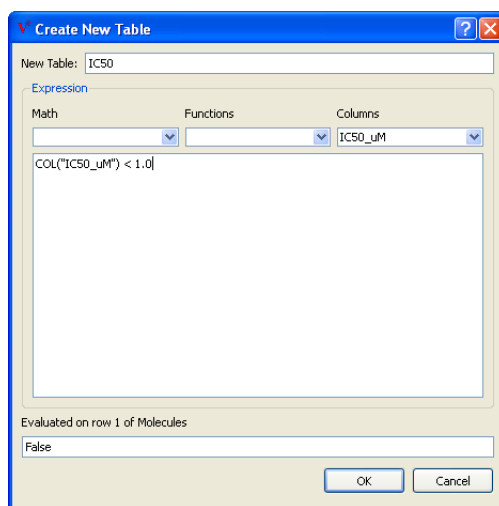 Create New Table
New Table: IC50
Expression
Math Functions Columns
IC50_uM
COL("IC50_uM") < 1.0
Evaluated on row 1 of Molecules
False
OK Cancel